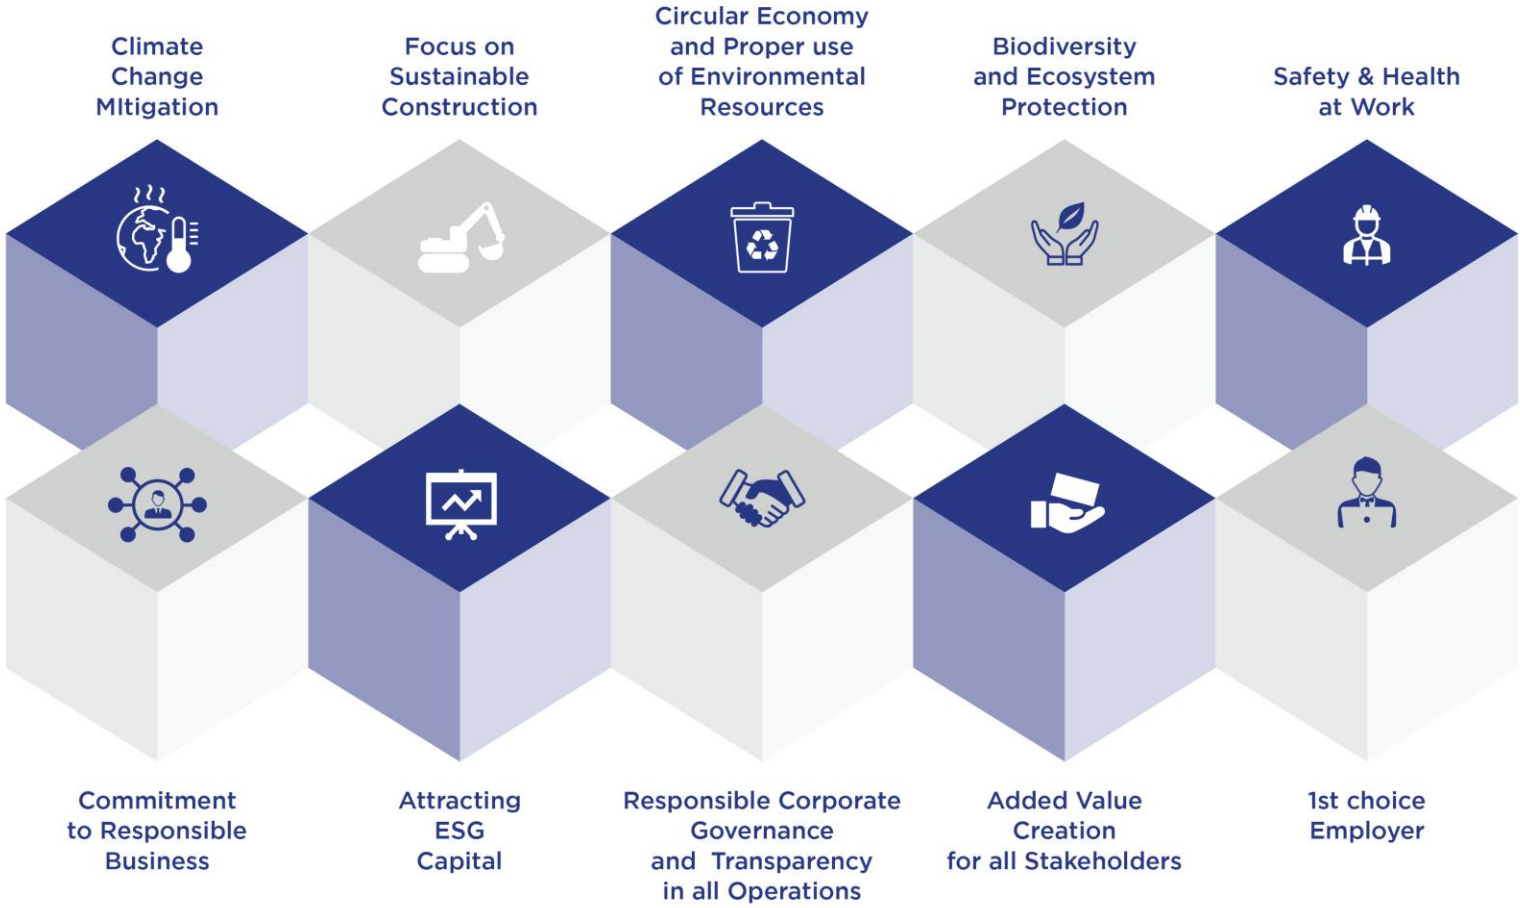 Climate
Change
MItigation
Focus on
Sustainable
Construction
Circular Economy
and Proper use
of Environmental
Resources
Biodiversity
and Ecosystem
Protection
Safety & Health
at Work
Commitment
to Responsible
Business
Attracting
ESG
Capital
Responsible Corporate
Governance
and  Transparency
in all Operations
Added Value
Creation
for all Stakeholders
1st choice
Employer